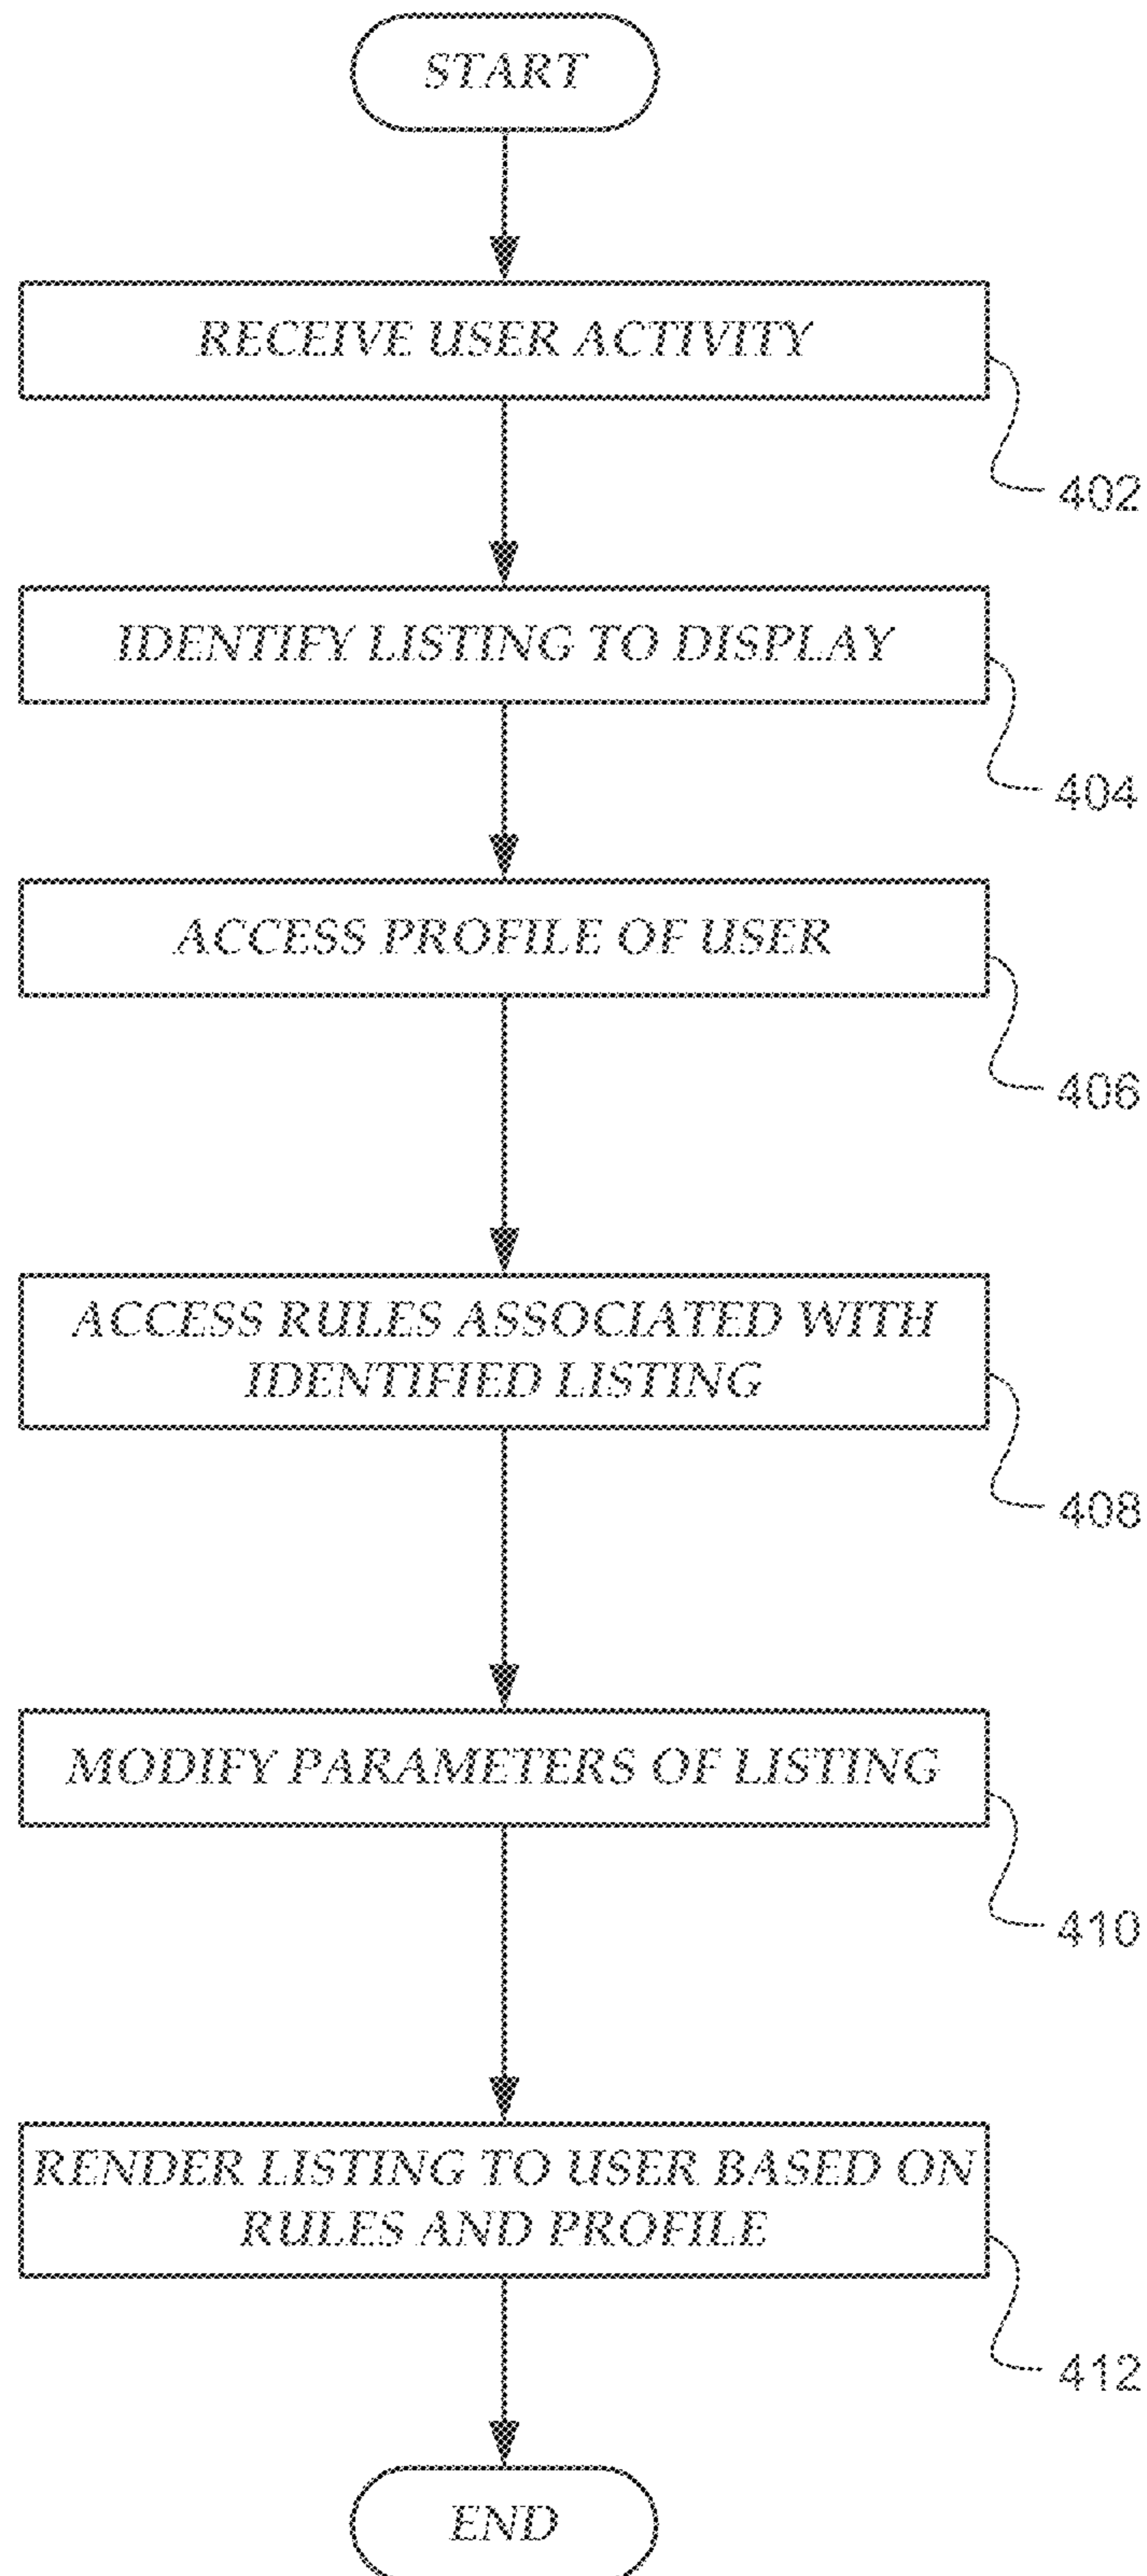 START
RECEIVE USER ACTIVITY
402
IDENTIFY LISTING TO DISPLAY
404
ACCESS PROFILE OF USER
406
ACCESS RULES ASSOCIATED WITH
IDENTIFIED LISTING
408
MODIFY PARAMETERS OF LISTING
410
RENDER LISTING TO USER BASED ON
RULES AND PROFILE
412
END